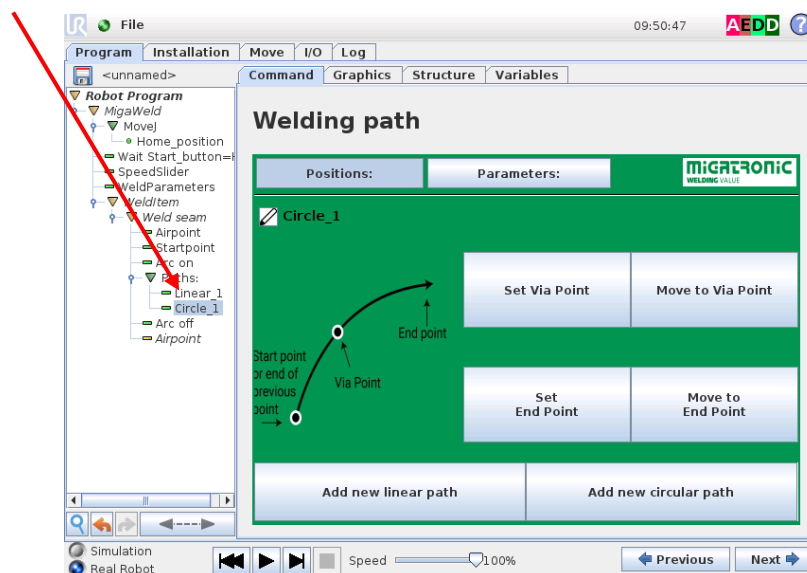 File
09:50:47
AEDD
?
Program Installation Move I/O Log
<unnamed>
Command Graphics Structure Variables
Robot Program
MigaWeld
MoveJ
Home_position
Wait Start_button=
SpeedSlider
WeldParameters
WeldItem
Weld seam
Airpoint
Startpoint
Arc on
Paths:
Linear_1
Circle_1
Arc off
Airpoint
Welding path
Positions: Parameters:
MIGATRONIC
WELDING VALUE
Circle_1
Start point
or end of
previous
point
Via Point
End point
Set Via Point Move to Via Point
Set
End Point
Move to
End Point
Add new linear path Add new circular path
Simulation
Real Robot
Speed 100%
Previous Next